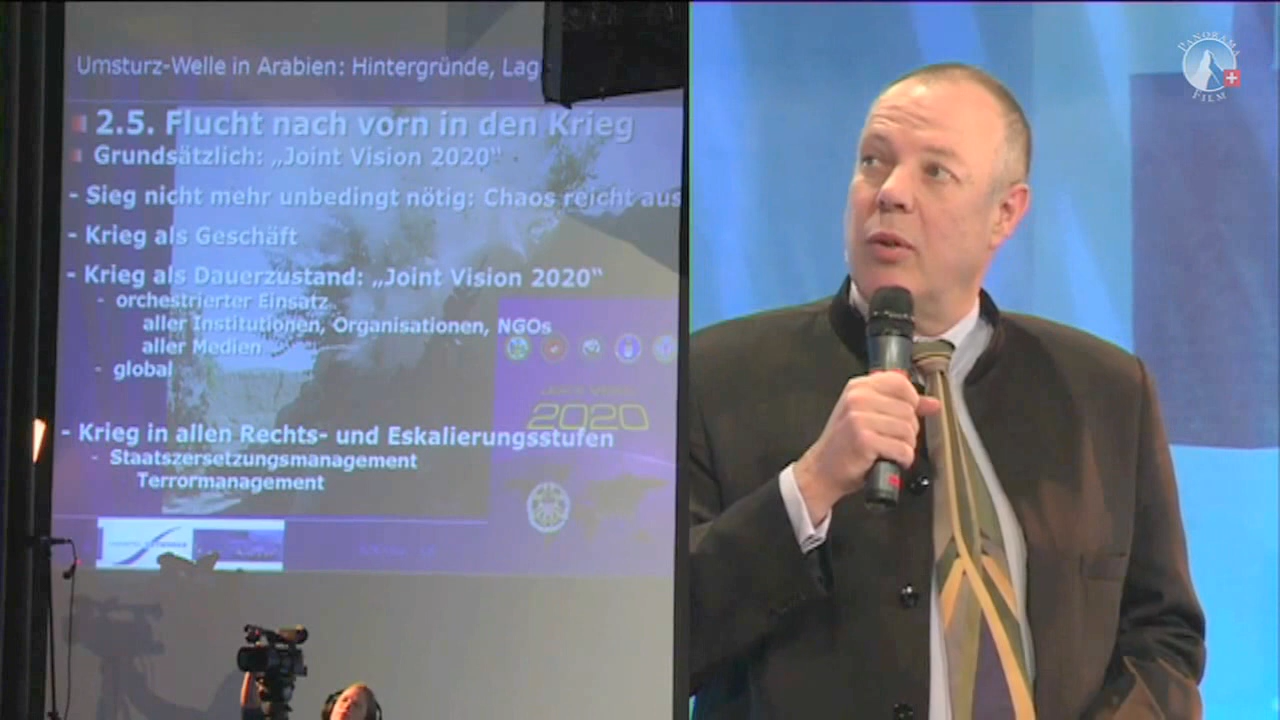 Umsturz-Welle in Arabien: Hintergründe, Lag
2.5. Flucht nach vorn in den Krieg
Grundsätzlich: „Joint Vision 2020“
- Sieg nicht mehr unbedingt nötig: Chaos reicht aus
- Krieg als Geschäft
- Krieg als Dauerzustand: „Joint Vision 2020“
- orchestrierter Einsatz
aller Institutionen, Organisationen, NGOs
aller Medien
- global
2020
- Krieg in allen Rechts- und Eskalierungsstufen
- Staatszersetzungsmanagement
Terrormanagement
PANORAMA
FILM